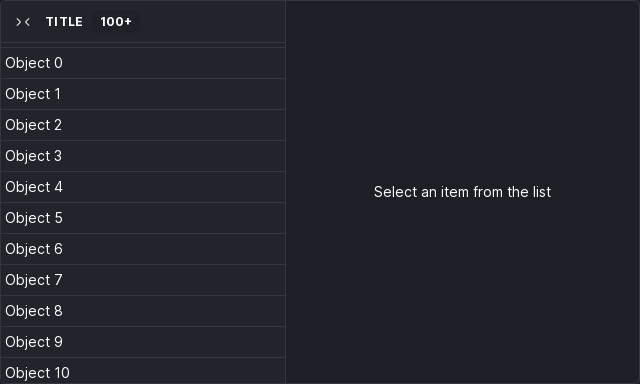 TITLE 100+
Object 0
Object 1
Object 2
Object 3
Object 4
Object 5
Object 6
Object 7
Object 8
Object 9
Object 10
Select an item from the list